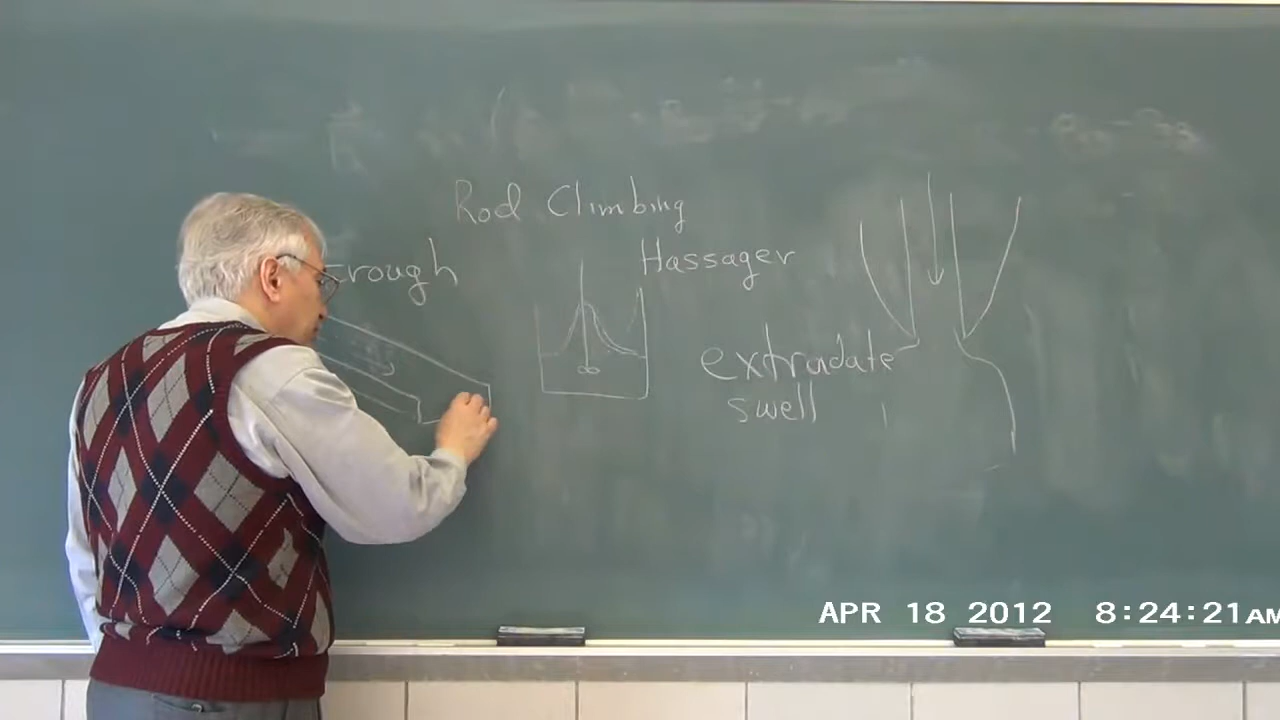 Rod Climbing
trough
Hassager
extrudate
swell
APR 18 2012 8:24:21AM